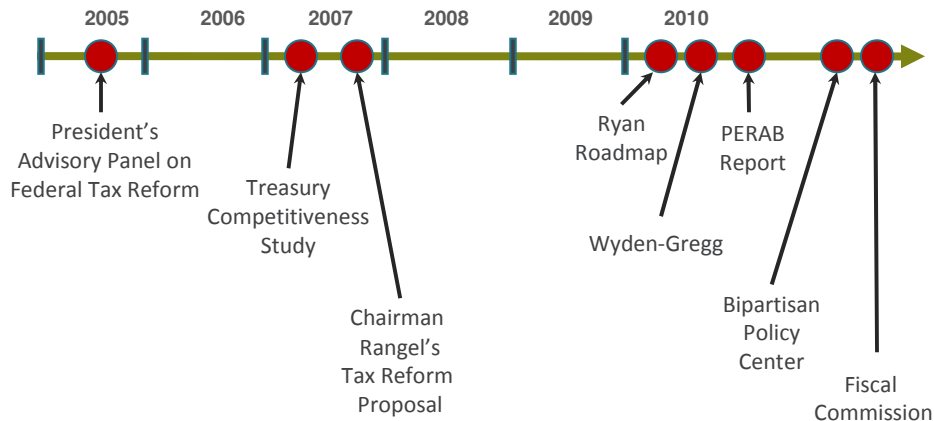 2005 2006 2007 2008 2009 2010
President's
Advisory Panel on
Federal Tax Reform
Treasury
Competitiveness
Study
Chairman
Rangel's
Tax Reform
Proposal
Ryan
Roadmap
Wyden-Gregg
PERAB
Report
Bipartisan
Policy
Center
Fiscal
Commission